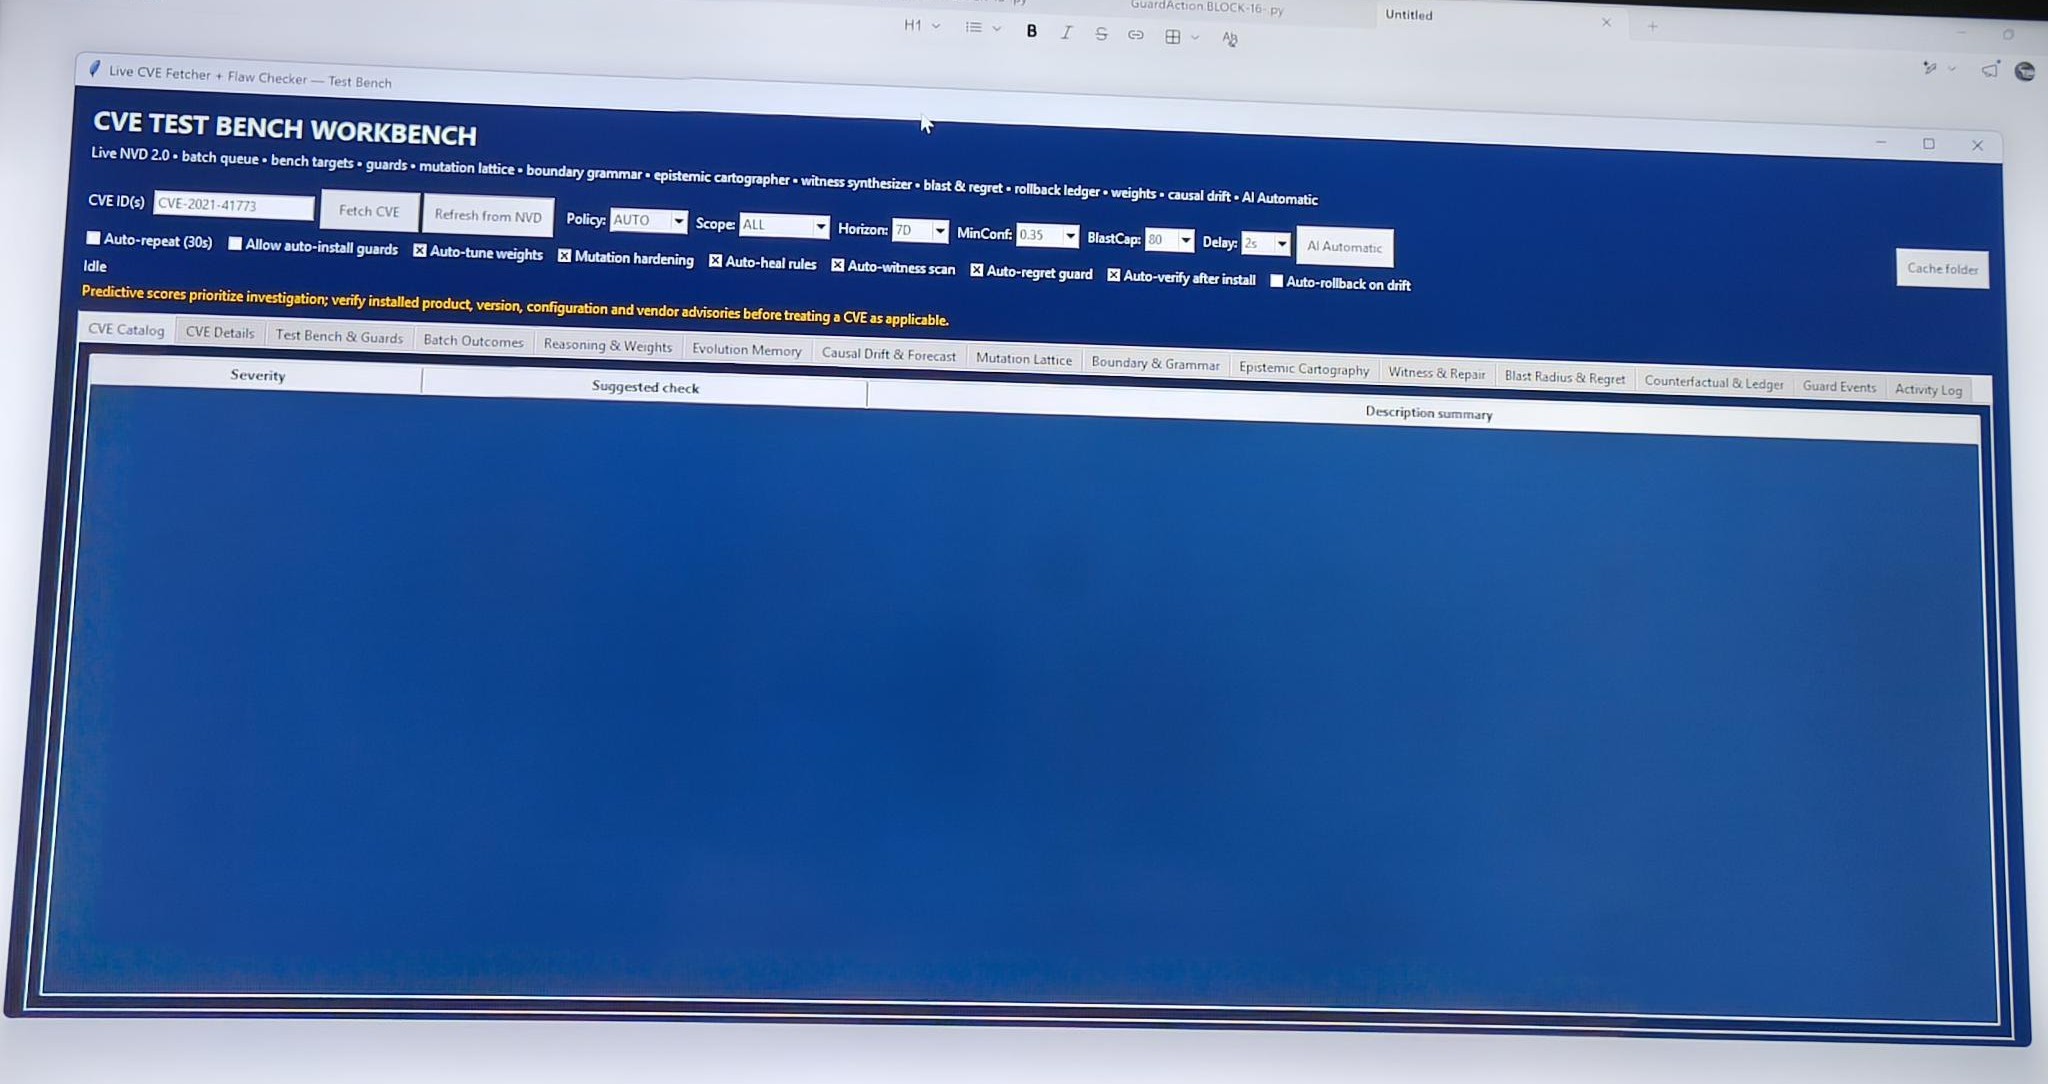 GuardAction.BLOCK-16-.py
Untitled
H1
B I S
Live CVE Fetcher + Flaw Checker — Test Bench
CVE TEST BENCH WORKBENCH
Live NVD 2.0 • batch queue • bench targets • guards • mutation lattice • boundary grammar • epistemic cartographer • witness synthesizer • blast & regret • rollback ledger • weights • causal drift • AI Automatic
CVE ID(s) CVE-2021-41773 Fetch CVE Refresh from NVD Policy: AUTO Scope: ALL Horizon: 7D MinConf: 0.35 BlastCap: 80 Delay: 2s AI Automatic
Auto-repeat (30s) Allow auto-install guards Auto-tune weights Mutation hardening Auto-heal rules Auto-witness scan Auto-regret guard Auto-verify after install Auto-rollback on drift
Cache folder
Idle
Predictive scores prioritize investigation; verify installed product, version, configuration and vendor advisories before treating a CVE as applicable.
CVE Catalog CVE Details Test Bench & Guards Batch Outcomes Reasoning & Weights Evolution Memory Causal Drift & Forecast Mutation Lattice Boundary & Grammar Epistemic Cartography Witness & Repair Blast Radius & Regret Counterfactual & Ledger Guard Events Activity Log
Severity Suggested check Description summary